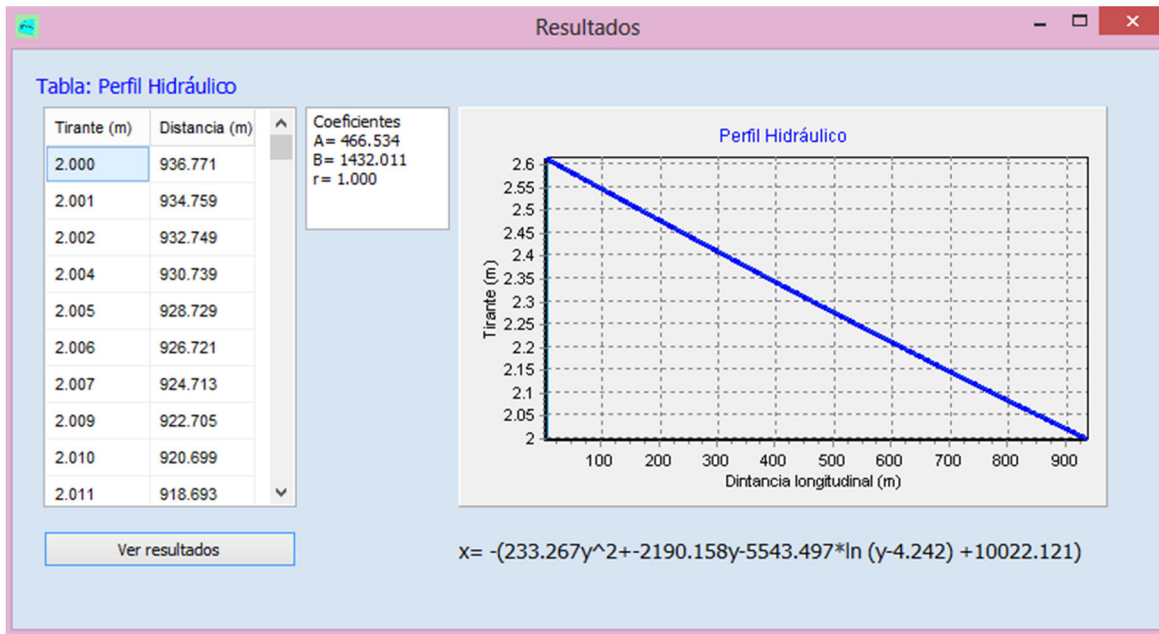 Resultados
Tabla: Perfil Hidráulico
Tirante (m) Distancia (m)
2.000 936.771
2.001 934.759
2.002 932.749
2.004 930.739
2.005 928.729
2.006 926.721
2.007 924.713
2.009 922.705
2.010 920.699
2.011 918.693
Coeficientes
A= 466.534
B= 1432.011
r= 1.000
Perfil Hidráulico
Tirante (m)
2.6
2.55
2.5
2.45
2.4
2.35
2.3
2.25
2.2
2.15
2.1
2.05
2
100 200 300 400 500 600 700 800 900
Dintancia longitudinal (m)
Ver resultados
x= -(233.267y^2+-2190.158y-5543.497*ln (y-4.242) +10022.121)